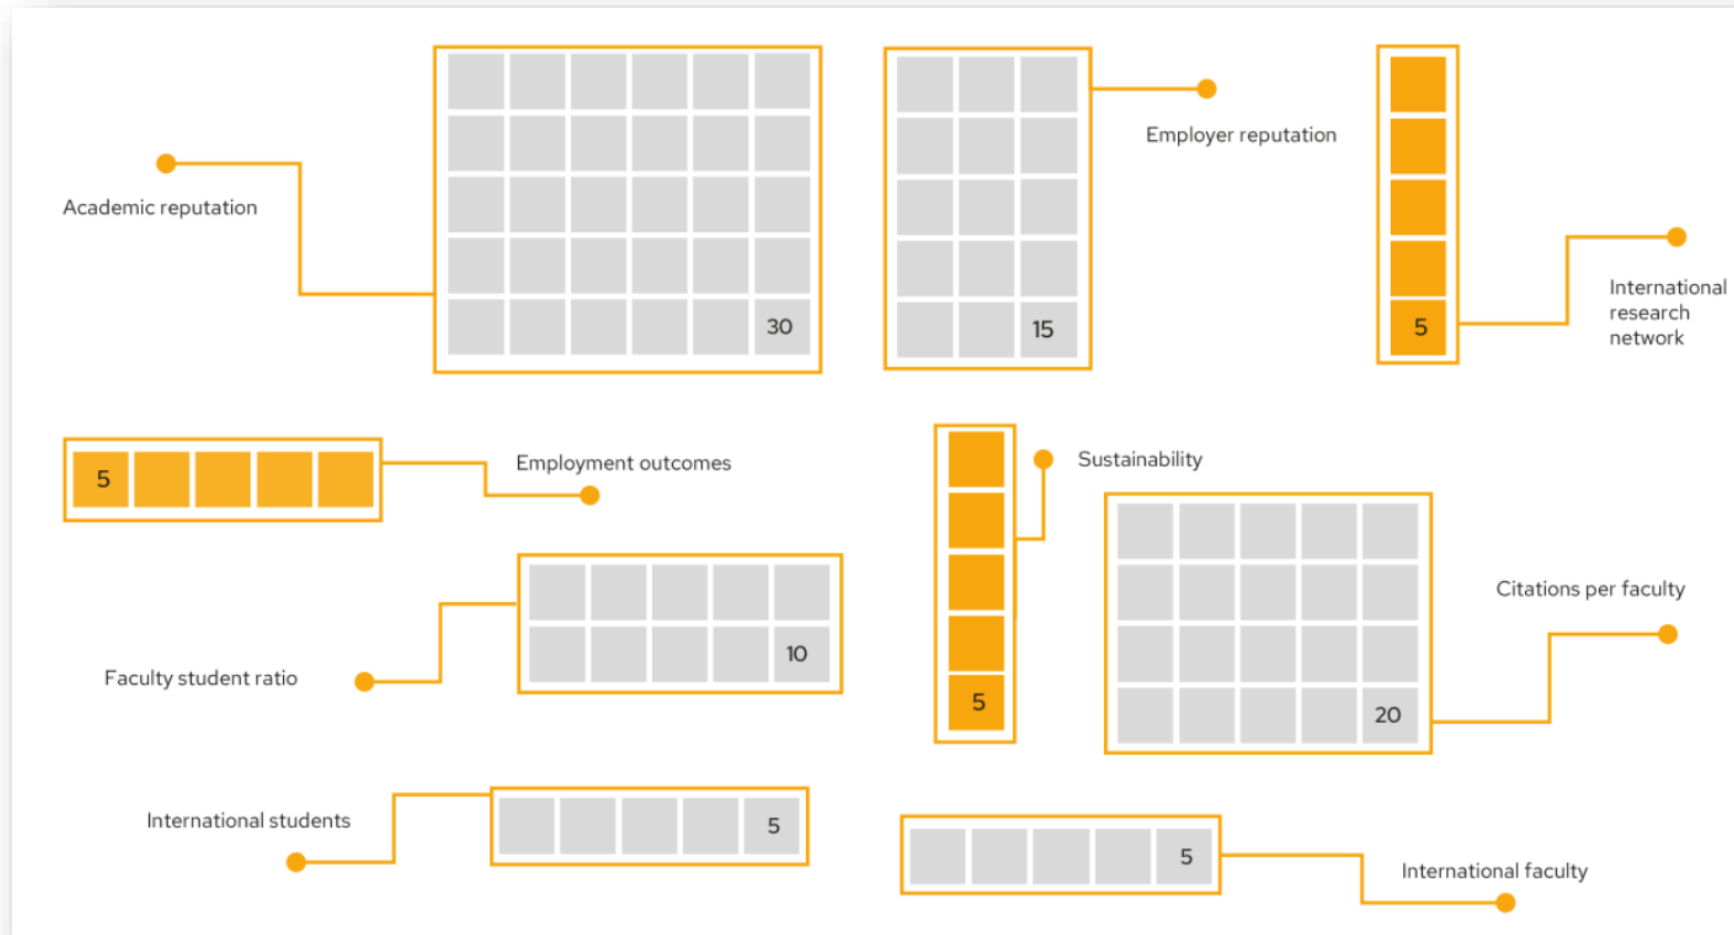 Academic reputation
30
Employer reputation
15
International
research
network
5
Employment outcomes
5
Sustainability
5
Citations per faculty
20
Faculty student ratio
10
International students
5
International faculty
5